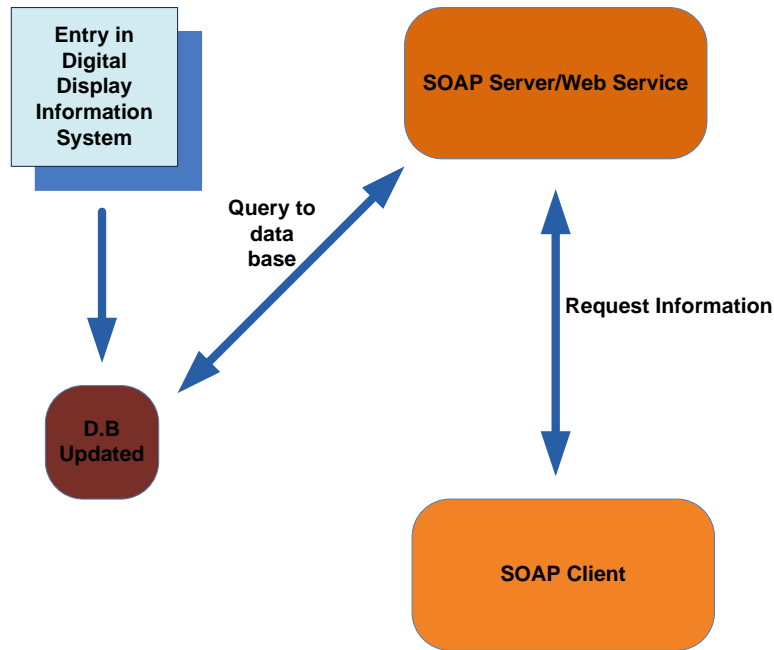 Entry in
Digital
Display
Information
System
SOAP Server/Web Service
Query to
data
base
Request Information
D.B
Updated
SOAP Client